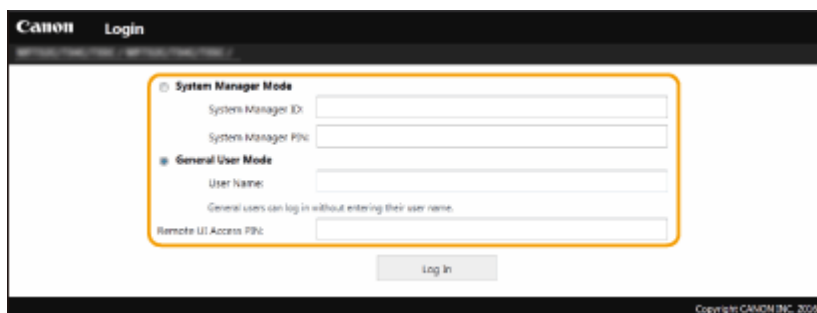 Canon Login
System Manager Mode
System Manager ID:
System Manager PIN:
General User Mode
User Name:
General users can log in without entering their user name.
Remote UI Access PIN:
Log In
Copyright CANON INC. 2016